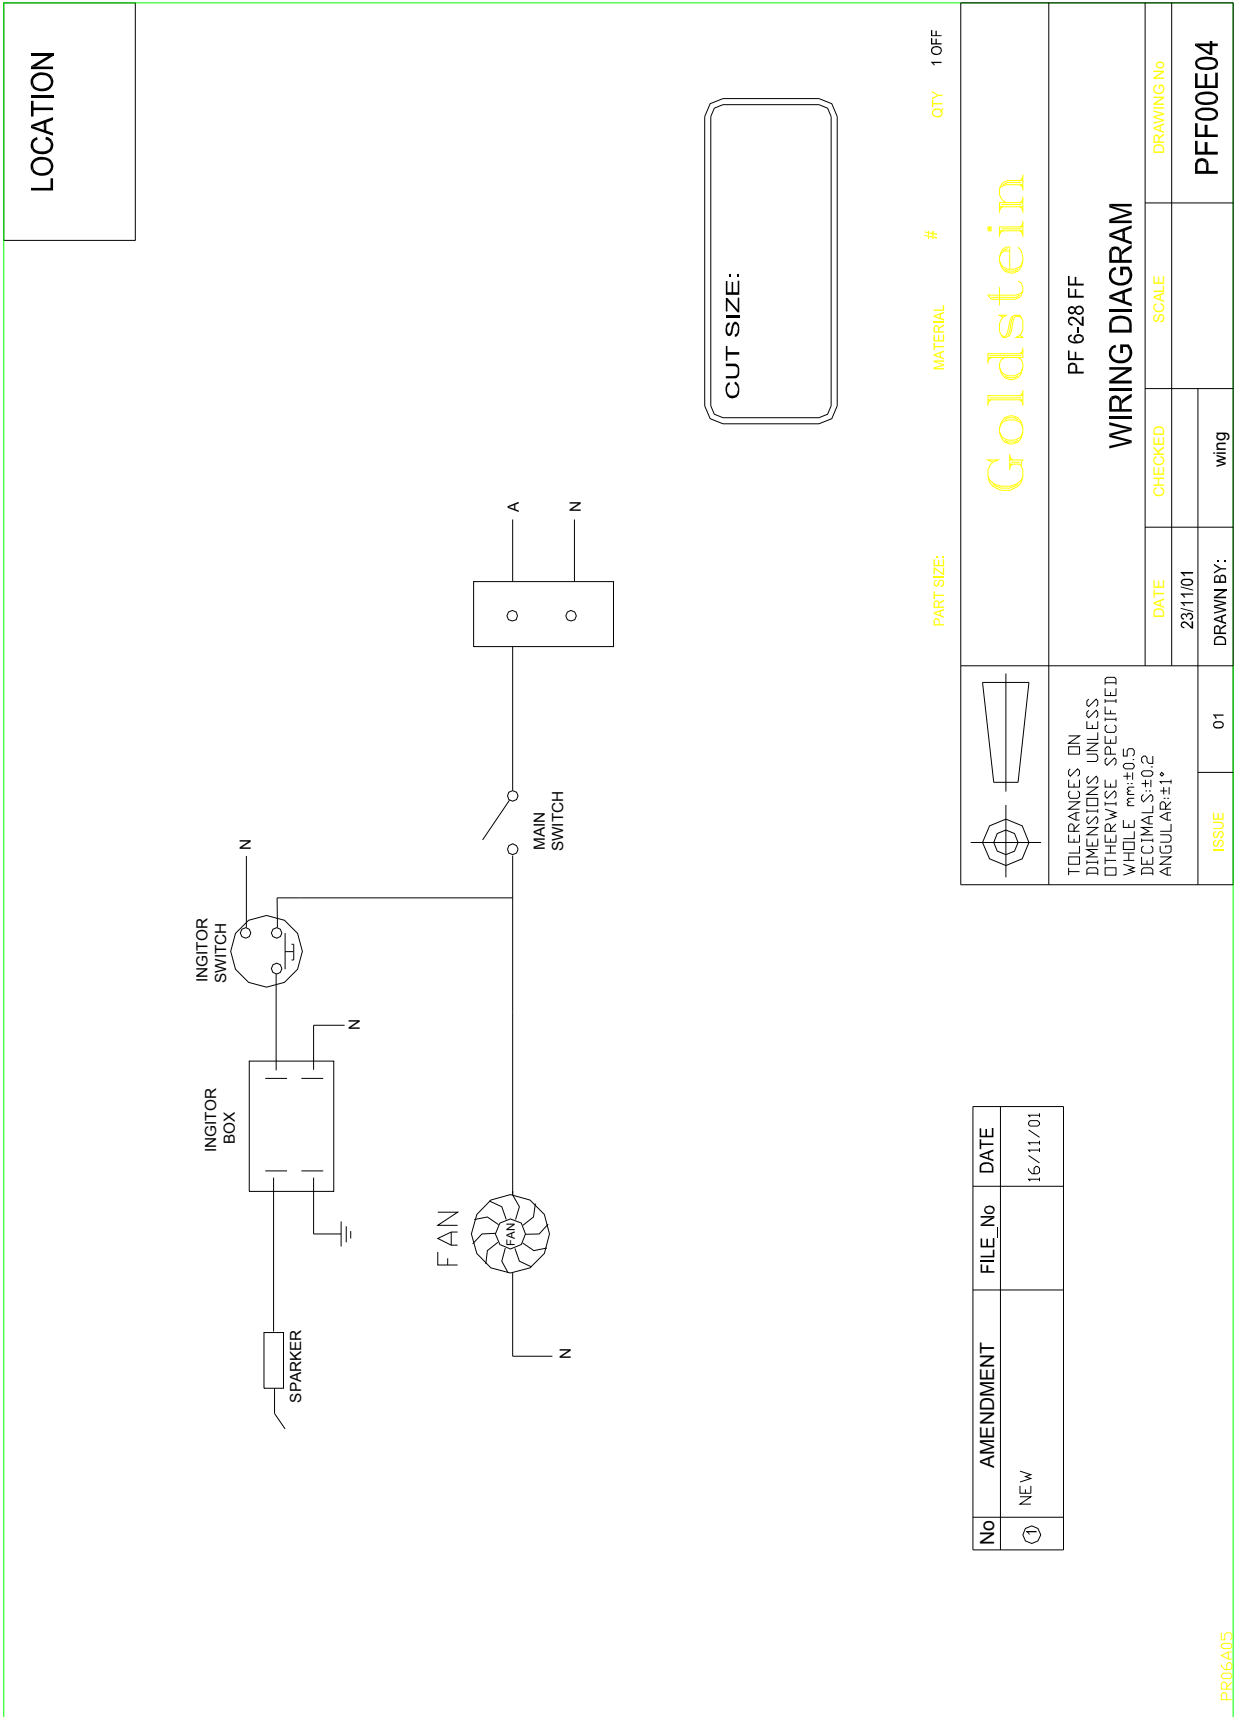 LOCATION
INGITOR
SWITCH
N
INGITOR
BOX
N
SPARKER
FAN
FAN
N
MAIN
SWITCH
A
N
CUT SIZE:
PART SIZE:
MATERIAL
#
QTY
1 OFF
Goldstein
PF 6-28 FF
WIRING DIAGRAM
TOLERANCES ON
DIMENSIONS UNLESS
OTHERWISE SPECIFIED
WHOLE mm:±0.5
DECIMALS:±0.2
ANGULAR:±1°
DATE
CHECKED
SCALE
DRAWING No
23/11/01
PFF00E04
ISSUE
01
DRAWN BY:
wing
No
AMENDMENT
FILE_No
DATE
1
NEW
16/11/01
PR06A05